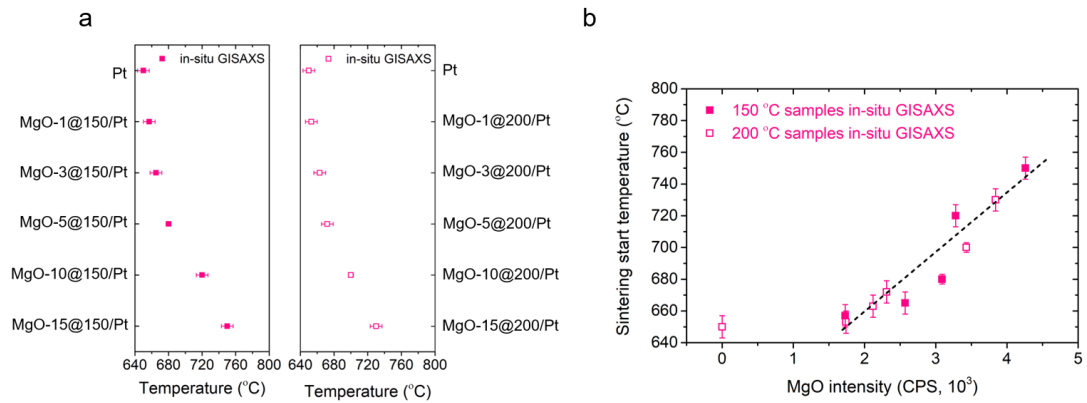 a
in-situ GISAXS
Pt
MgO-1@150/Pt
MgO-3@150/Pt
MgO-5@150/Pt
MgO-10@150/Pt
MgO-15@150/Pt
640 680 720 760 800
Temperature (°C)
in-situ GISAXS
Pt
MgO-1@200/Pt
MgO-3@200/Pt
MgO-5@200/Pt
MgO-10@200/Pt
MgO-15@200/Pt
640 680 720 760 800
Temperature (°C)
b
150 °C samples in-situ GISAXS
200 °C samples in-situ GISAXS
Sintering start temperature (°C)
800
780
760
740
720
700
680
660
640
0 1 2 3 4 5
MgO intensity (CPS, 10³)